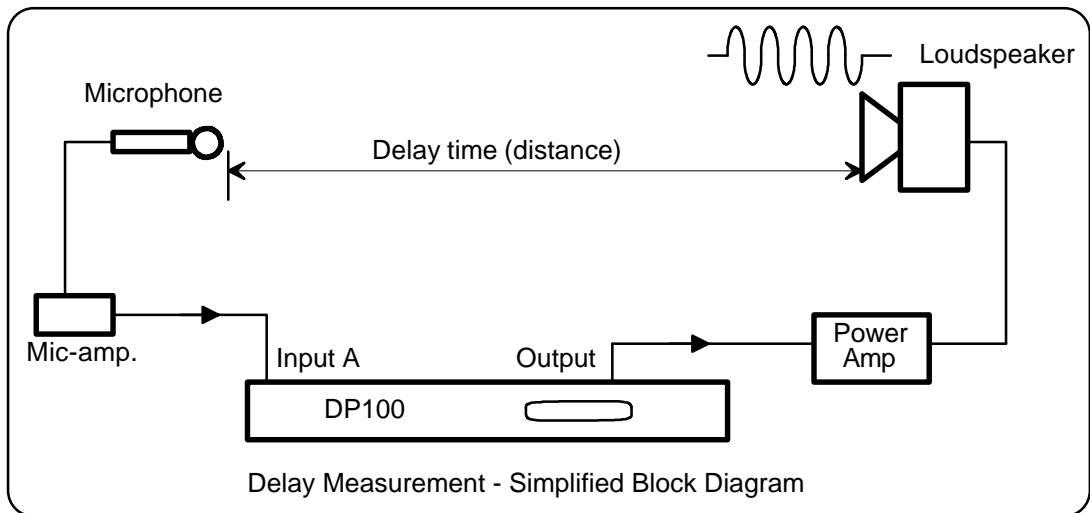 Loudspeaker
Microphone
Delay time (distance)
Mic-amp.
Input A
Output
Power
Amp
DP100
Delay Measurement - Simplified Block Diagram